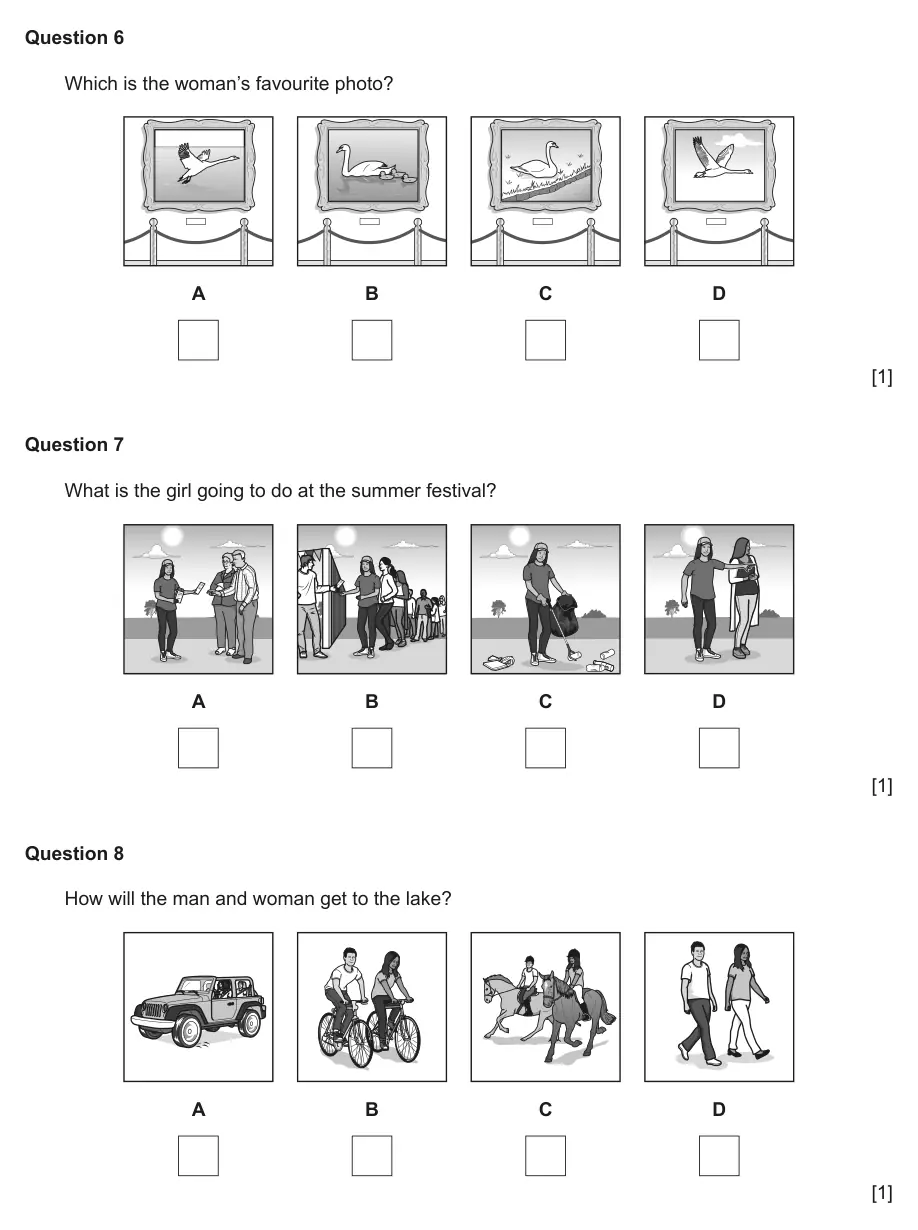 Question 6
Which is the woman’s favourite photo?
A B C D
[1]
Question 7
What is the girl going to do at the summer festival?
A B C D
[1]
Question 8
How will the man and woman get to the lake?
A B C D
[1]